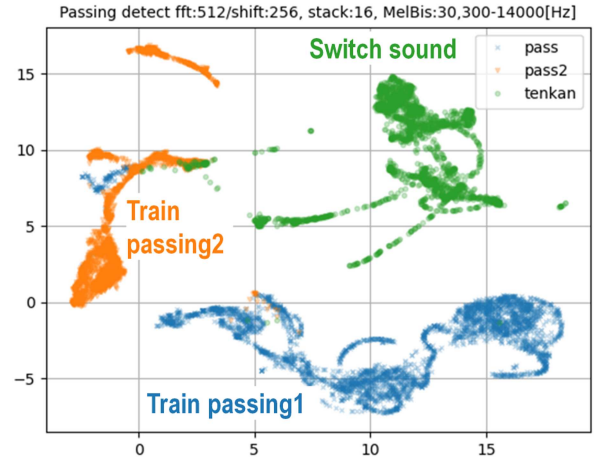 Passing detect fft:512/shift:256, stack:16, MelBis:30,300-14000[Hz]
Switch sound
pass
pass2
tenkan
Train
passing2
Train passing1
15
10
5
0
−5
0
5
10
15